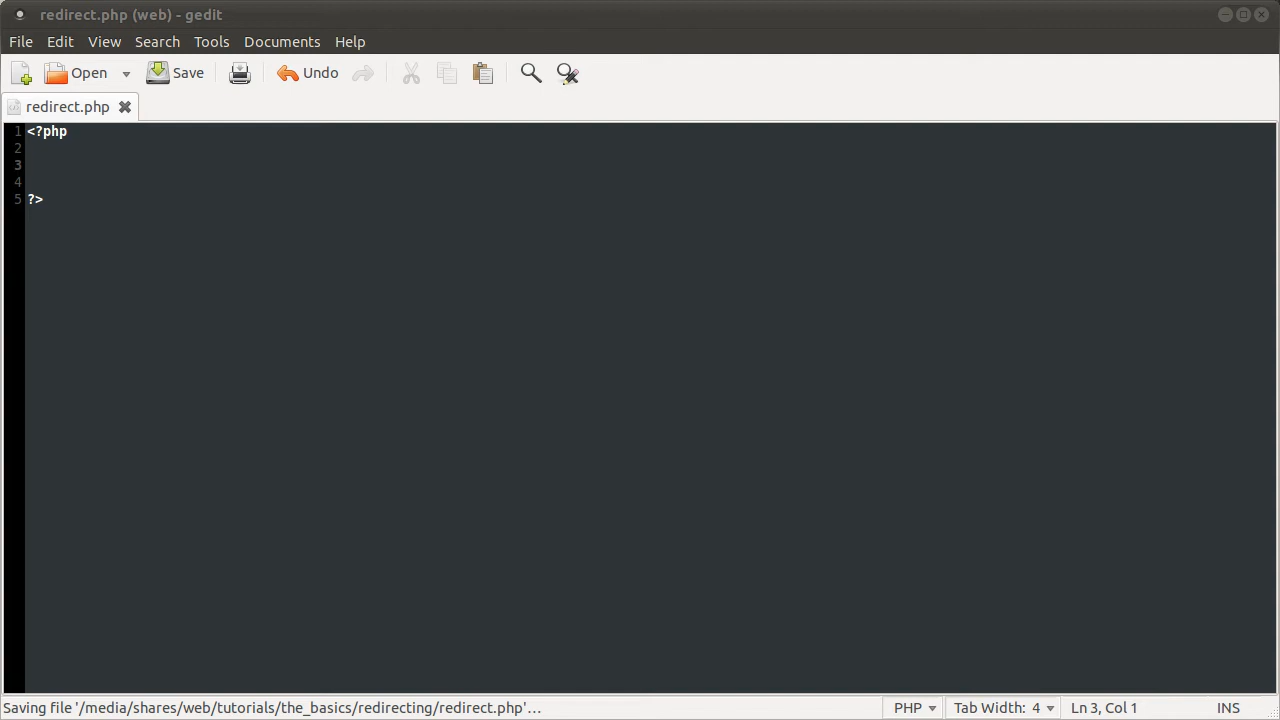 redirect.php (web) - gedit
File Edit View Search Tools Documents Help
Open Save Undo
redirect.php
1 <?php
2
3
4
5 ?>
Saving file '/media/shares/web/tutorials/the_basics/redirecting/redirect.php'… PHP Tab Width: 4 Ln 3, Col 1 INS